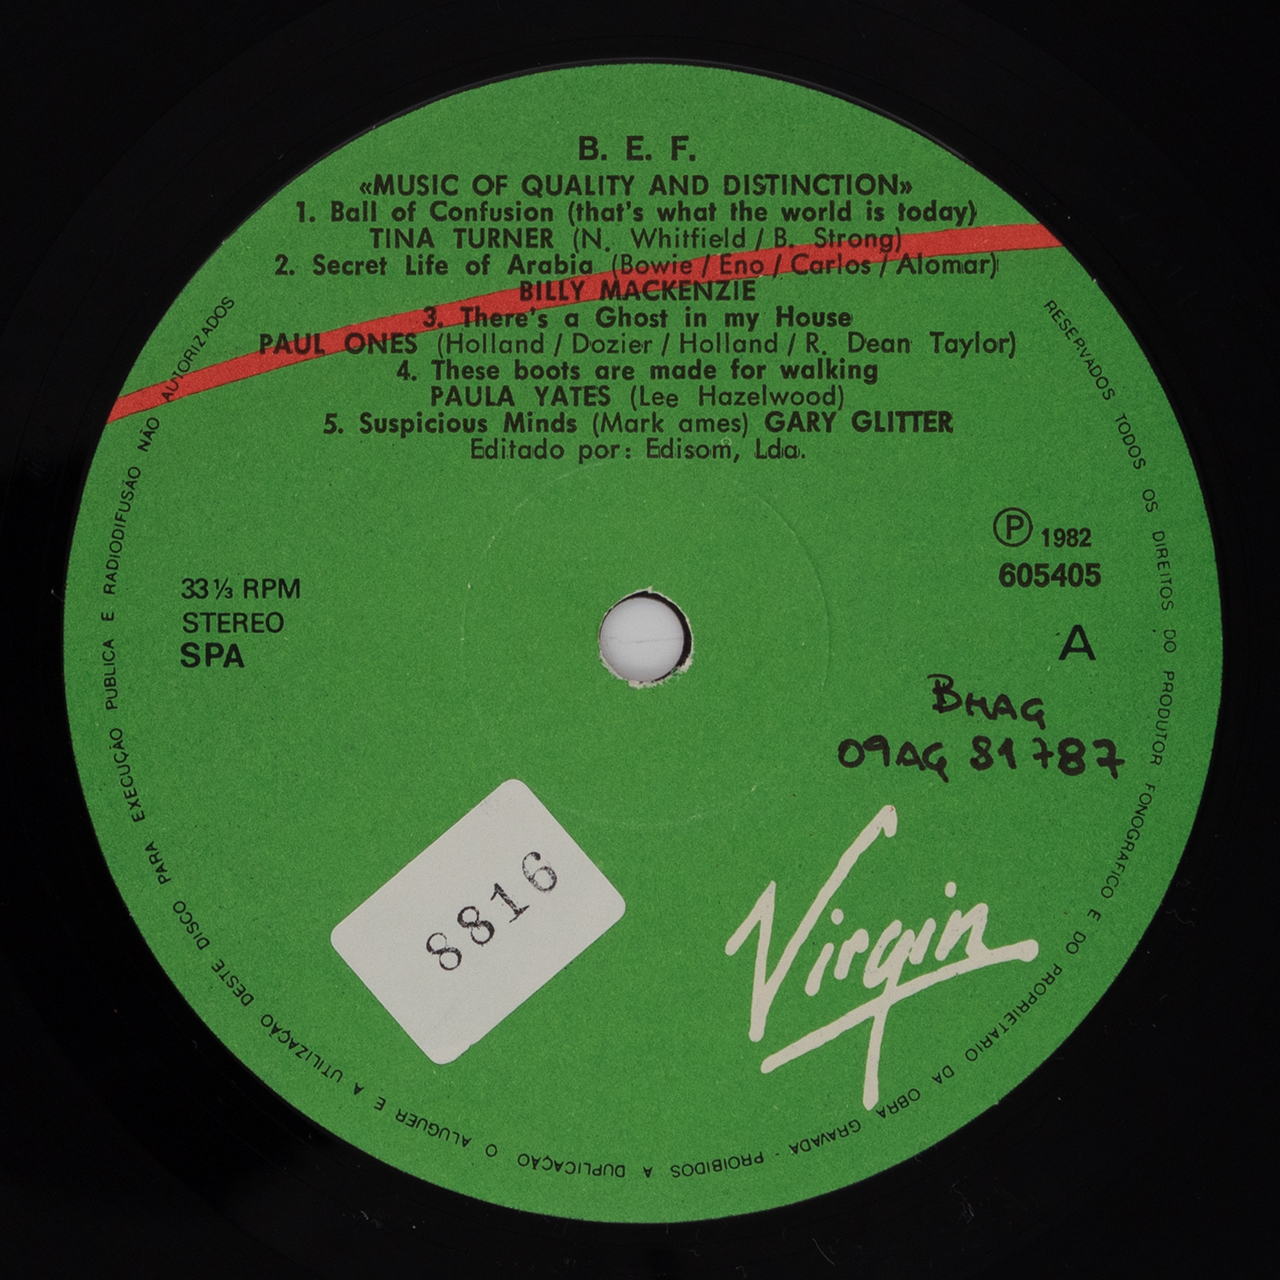 B. E. F.
«MUSIC OF QUALITY AND DISTINCTION»
1. Ball of Confusion (that's what the world is today)
TINA TURNER (N. Whitfield / B. Strong)
2. Secret Life of Arabia (Bowie / Eno / Carlos / Alomar)
BILLY MACKENZIE
3. There's a Ghost in my House
PAUL ONES (Holland / Dozier / Holland / R. Dean Taylor)
4. These boots are made for walking
PAULA YATES (Lee Hazelwood)
5. Suspicious Minds (Mark ames) GARY GLITTER
Editado por: Edisom, Lda.
℗ 1982
605405
A
33⅓ RPM
STEREO
SPA
BMAG
09AG 81787
8816
Virgin
RESERVADOS TODOS OS DIREITOS DO PRODUTOR FONOGRAFICO E DO PROPRIETARIO DA OBRA GRAVADA - PROIBIDOS A DUPLICAÇÃO O ALUGUER E A UTILIZAÇÃO DESTE DISCO PARA EXECUÇÃO PUBLICA E RADIODIFUSÃO NÃO AUTORIZADOS